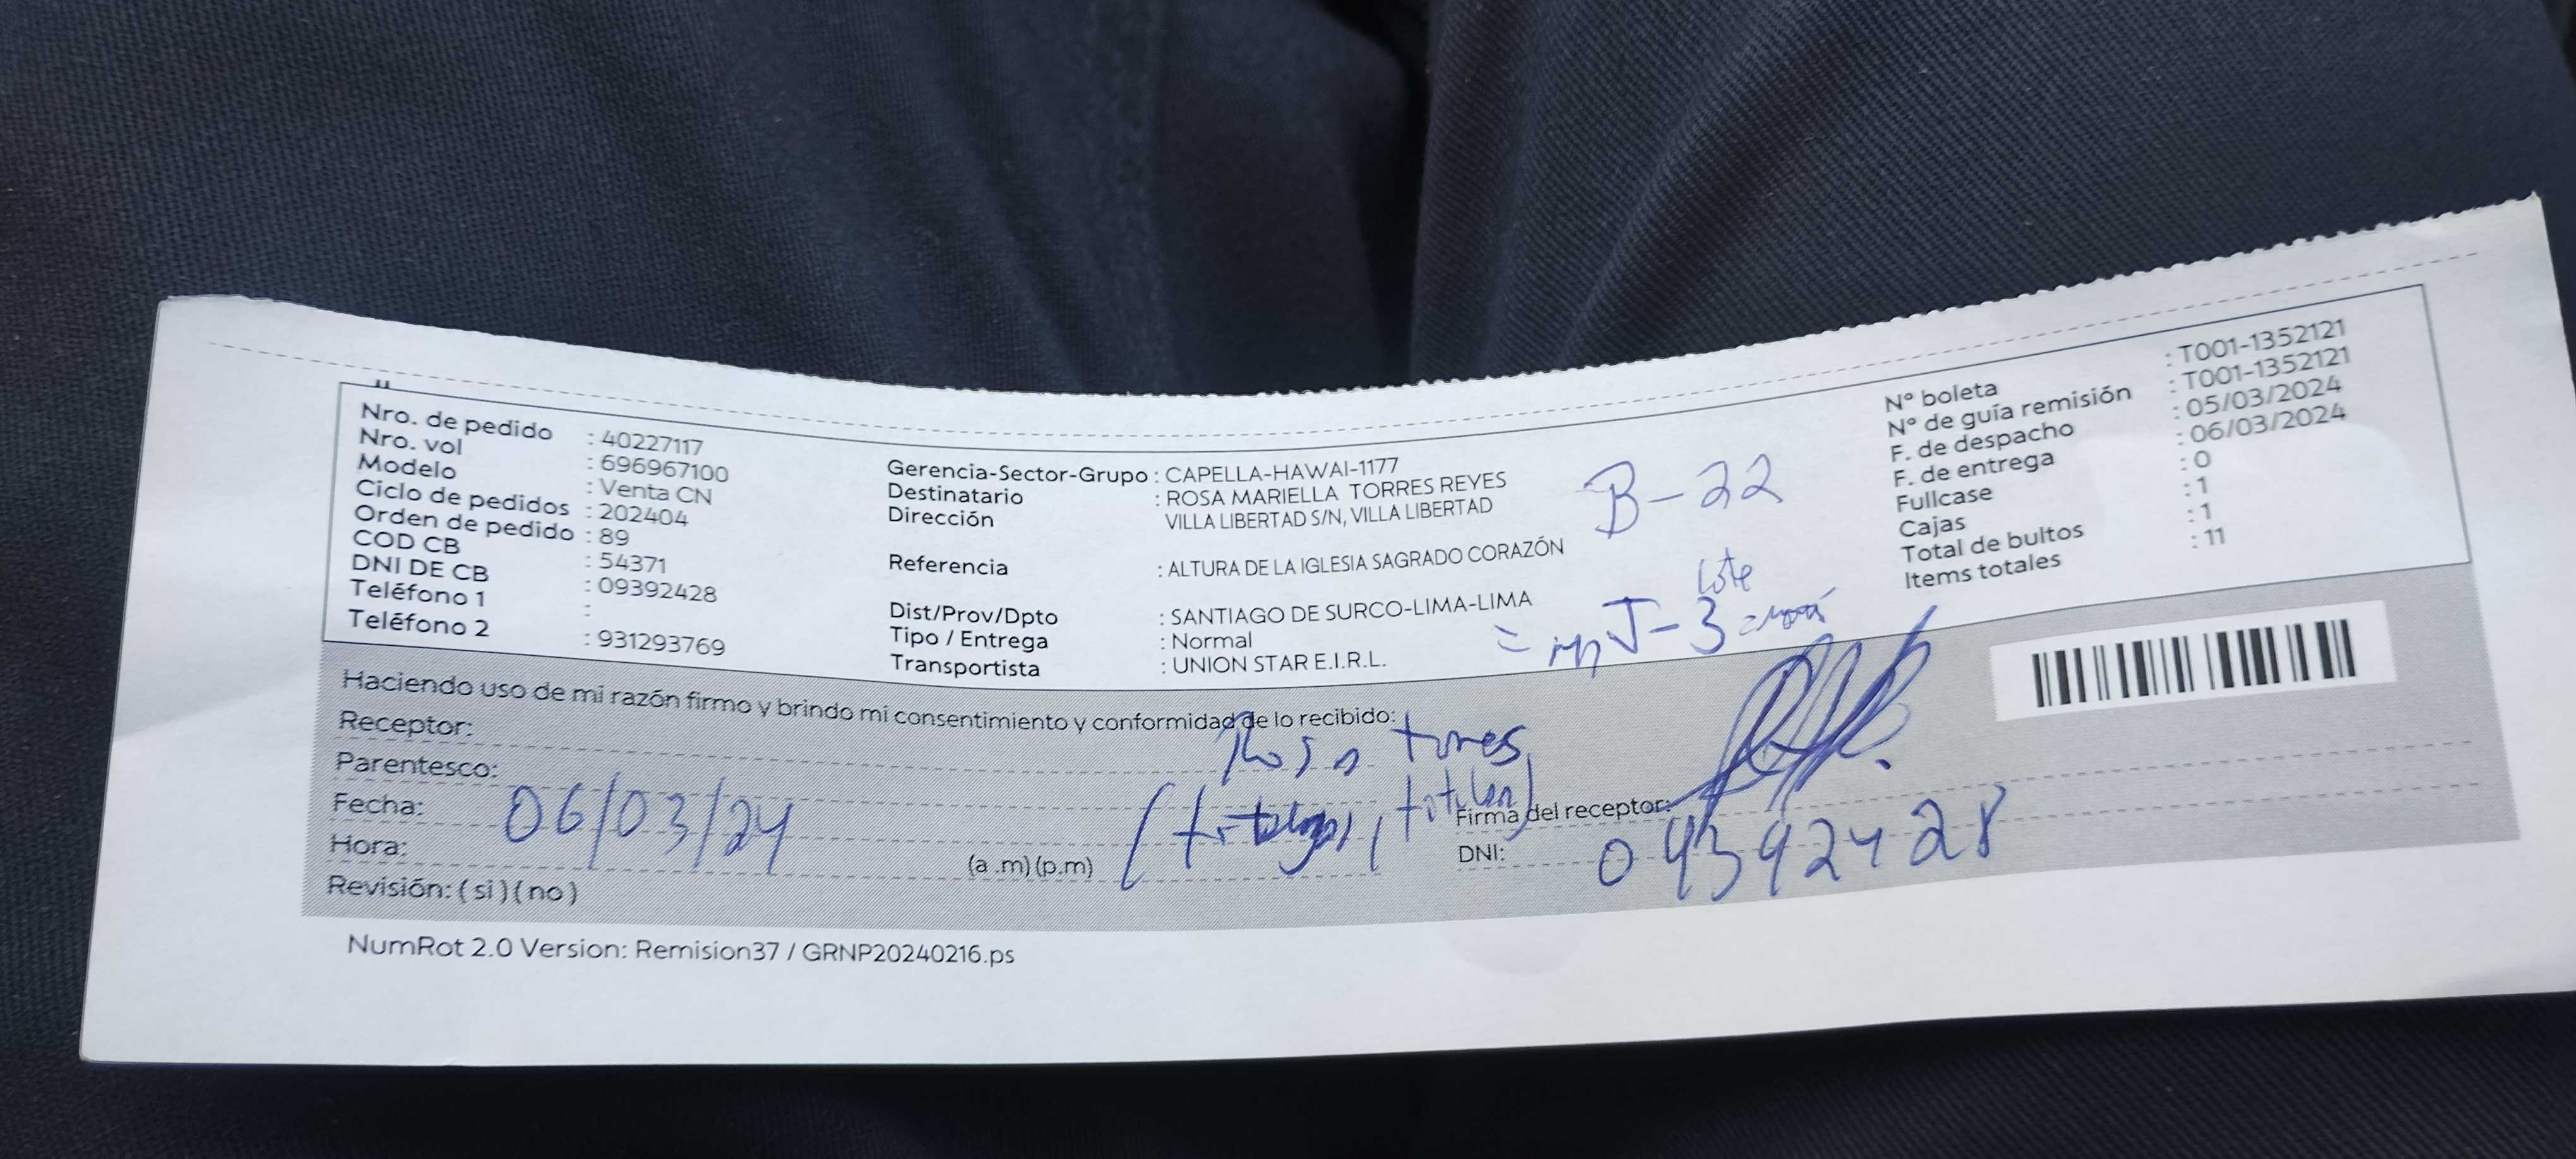 Nro. de pedido : 40227117
Nro. vol : 696967100
Modelo : Venta CN
Ciclo de pedidos : 202404
Orden de pedido : 89
COD CB : 54371
DNI DE CB : 09392428
Teléfono 1 :
Teléfono 2 : 931293769
Gerencia-Sector-Grupo : CAPELLA-HAWAI-1177
Destinatario : ROSA MARIELLA TORRES REYES
Dirección VILLA LIBERTAD S/N, VILLA LIBERTAD
Referencia : ALTURA DE LA IGLESIA SAGRADO CORAZÓN
Dist/Prov/Dpto : SANTIAGO DE SURCO-LIMA-LIMA
Tipo / Entrega : Normal
Transportista : UNION STAR E.I.R.L.
B-22
lote
J-3
N° boleta : T001-1352121
N° de guía remisión : T001-1352121
F. de despacho : 05/03/2024
F. de entrega : 06/03/2024
Fullcase : 0
Cajas : 1
Total de bultos : 1
Items totales : 11
Haciendo uso de mi razón firmo y brindo mi consentimiento y conformidad de lo recibido:
Receptor: Rosa torres
Parentesco: titular)
Fecha: 06/03/24
Hora: (a.m)(p.m)
Revisión: (si)(no)
Firma del receptor:
DNI: 09392428
NumRot 2.0 Version: Remision37 / GRNP20240216.ps